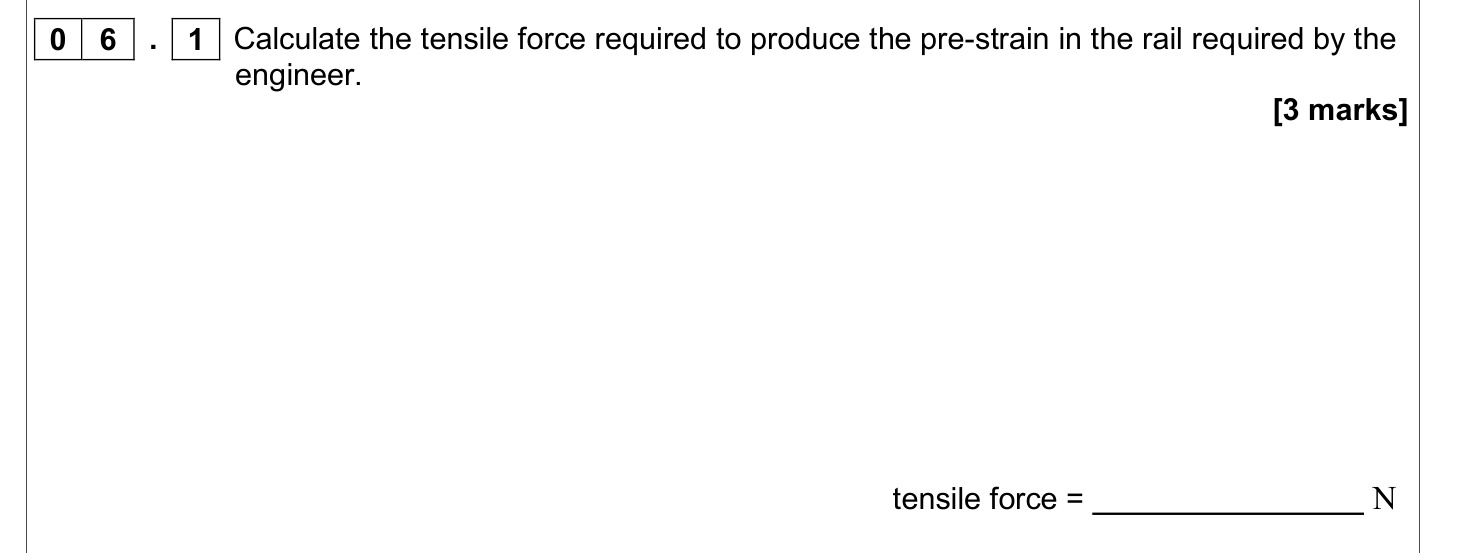 0 6 . 1 Calculate the tensile force required to produce the pre-strain in the rail required by the
engineer.
[3 marks]
tensile force = ________________ N